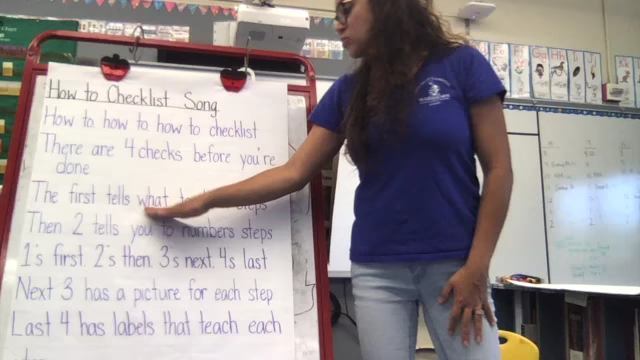 How to Checklist Song
How to how to how to checklist
There are 4 checks before you're
done
The first tells what steps
Then 2 tells you to numbers steps
1's first. 2's then. 3's next. 4s last
Next 3 has a picture for each step
Last 4 has labels that teach each